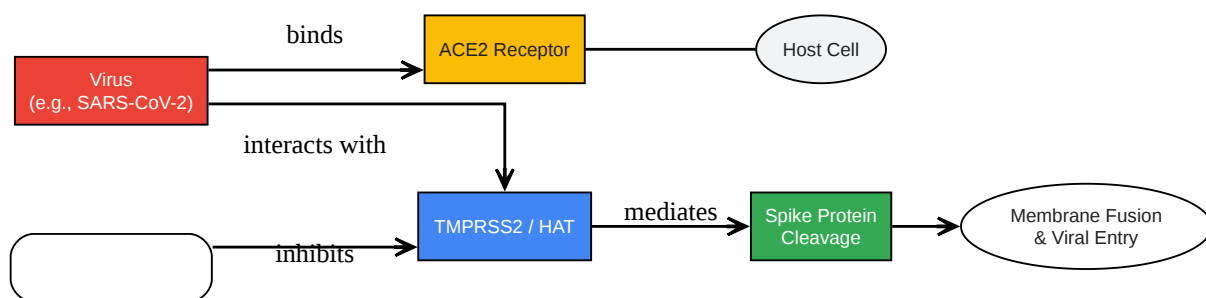 binds
ACE2 Receptor
Host Cell
Virus
(e.g., SARS-CoV-2)
interacts with
TMPRSS2 / HAT
mediates
Spike Protein
Cleavage
Membrane Fusion
& Viral Entry
inhibits